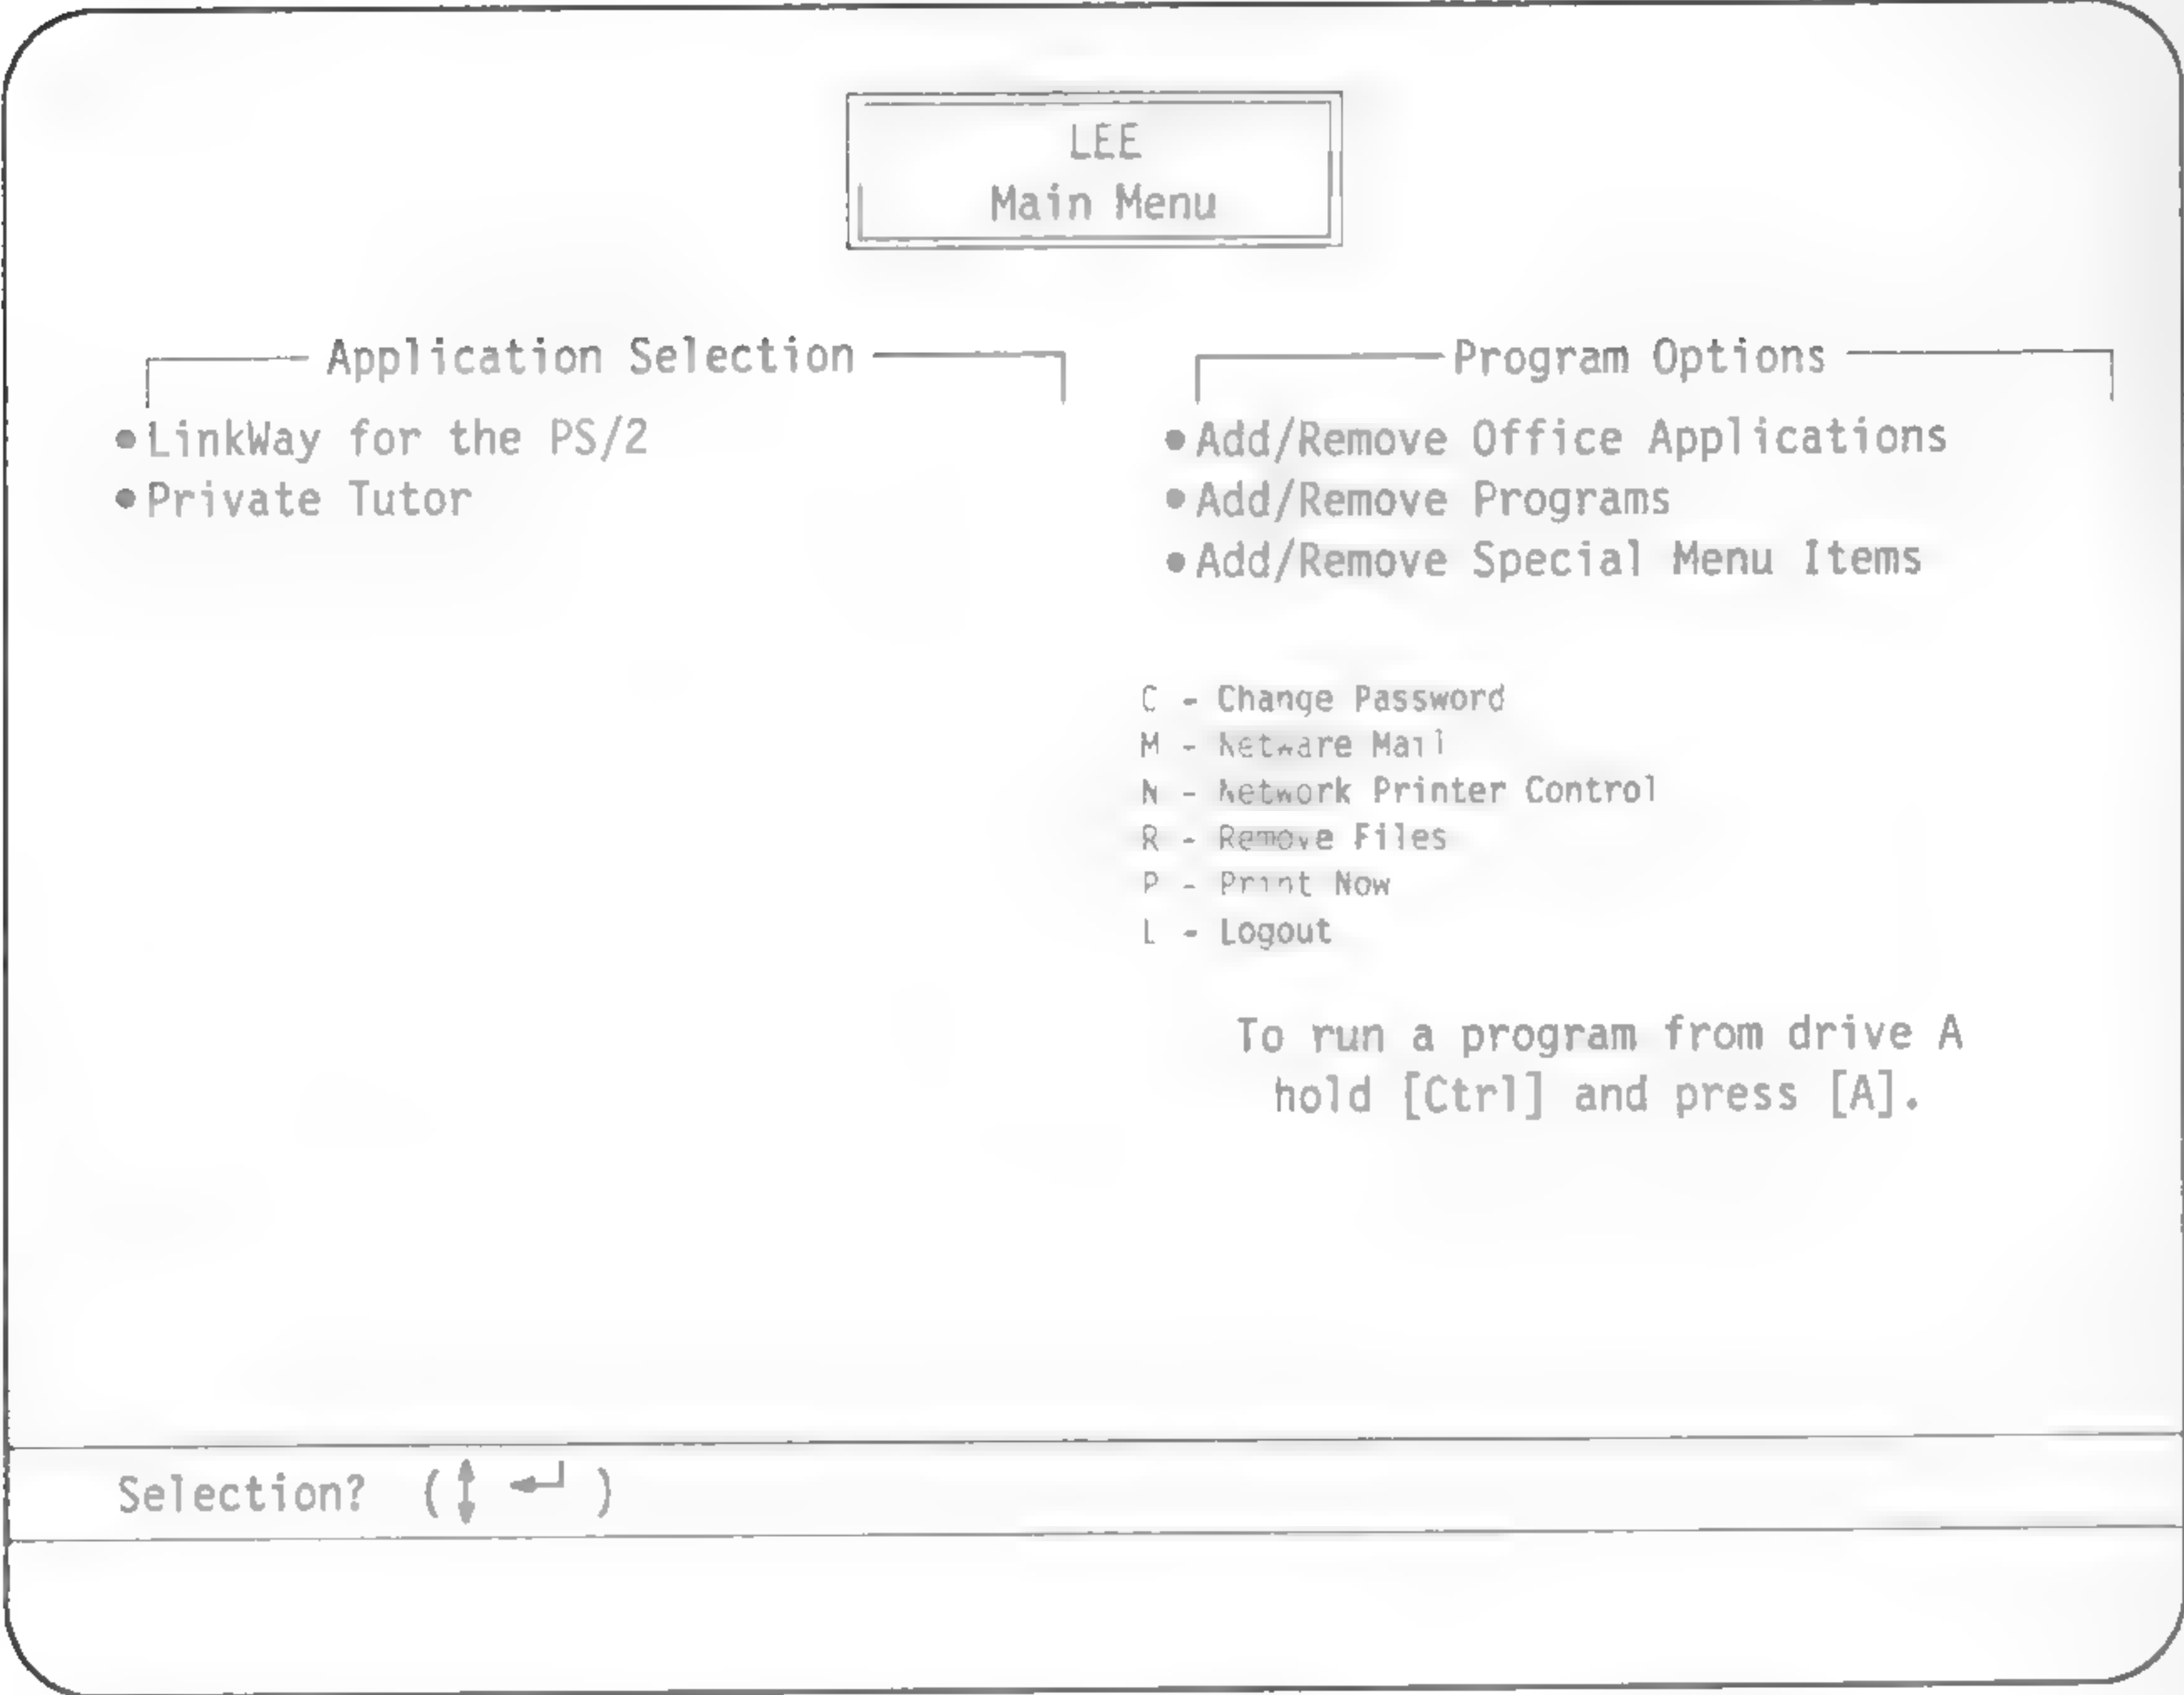 LEE
Main Menu
Application Selection
•LinkWay for the PS/2
•Private Tutor
Program Options
•Add/Remove Office Applications
•Add/Remove Programs
•Add/Remove Special Menu Items
C - Change Password
M - Netware Mail
N - Network Printer Control
R - Remove Files
P - Print Now
L - Logout
To run a program from drive A
hold [Ctrl] and press [A].
Selection? (↕ ↵ )